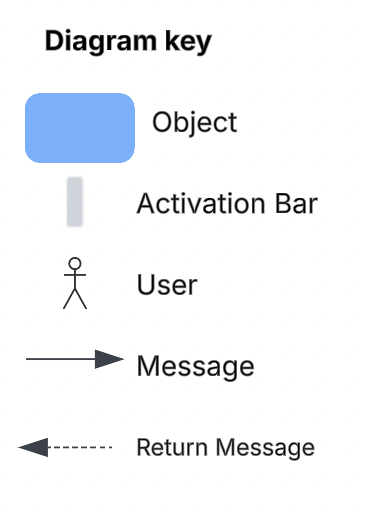 Diagram key
Object
Activation Bar
User
Message
Return Message